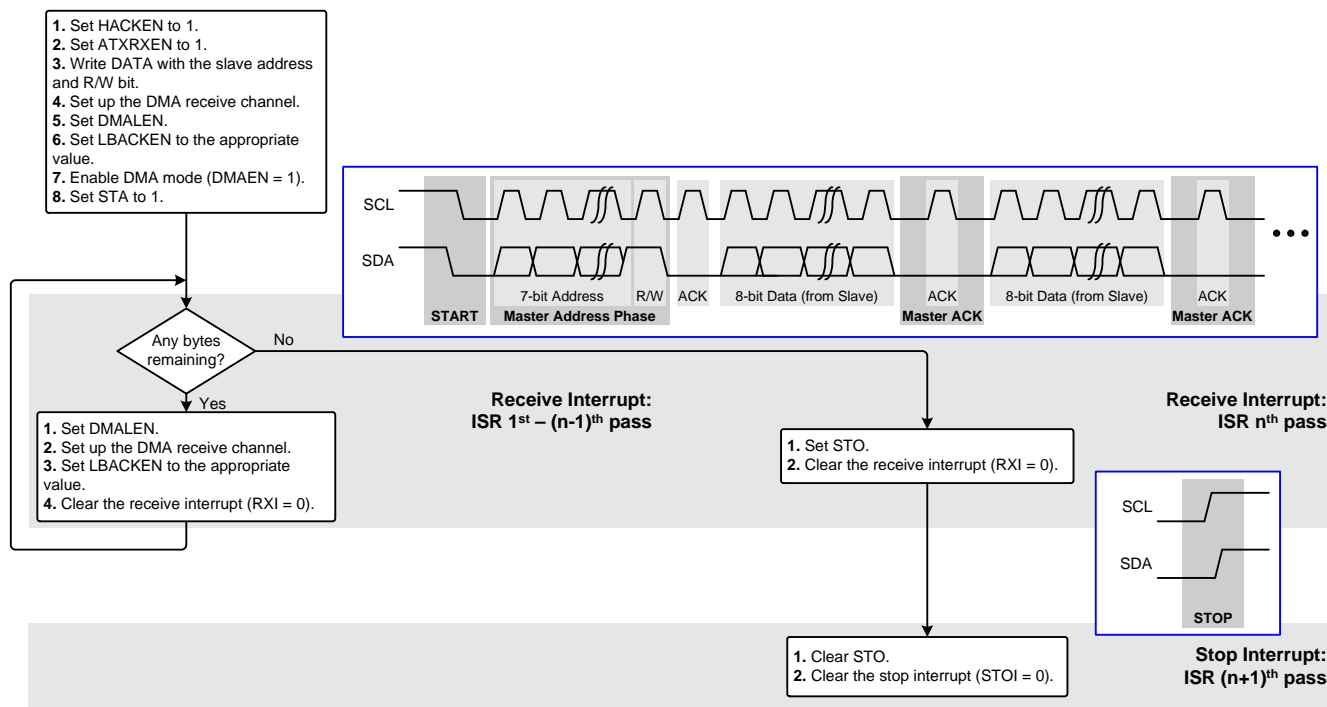 1. Set HACKEN to 1.
2. Set ATXRXEN to 1.
3. Write DATA with the slave address
and R/W bit.
4. Set up the DMA receive channel.
5. Set DMALEN.
6. Set LBACKEN to the appropriate
value.
7. Enable DMA mode (DMAEN = 1).
8. Set STA to 1.
SCL
SDA
7-bit Address
R/W
ACK
8-bit Data (from Slave)
ACK
8-bit Data (from Slave)
ACK
START
Master Address Phase
Master ACK
Master ACK
Any bytes
remaining?
No
Yes
Receive Interrupt:
ISR 1st – (n-1)th pass
Receive Interrupt:
ISR nth pass
1. Set DMALEN.
2. Set up the DMA receive channel.
3. Set LBACKEN to the appropriate
value.
4. Clear the receive interrupt (RXI = 0).
1. Set STO.
2. Clear the receive interrupt (RXI = 0).
SCL
SDA
STOP
1. Clear STO.
2. Clear the stop interrupt (STOI = 0).
Stop Interrupt:
ISR (n+1)th pass